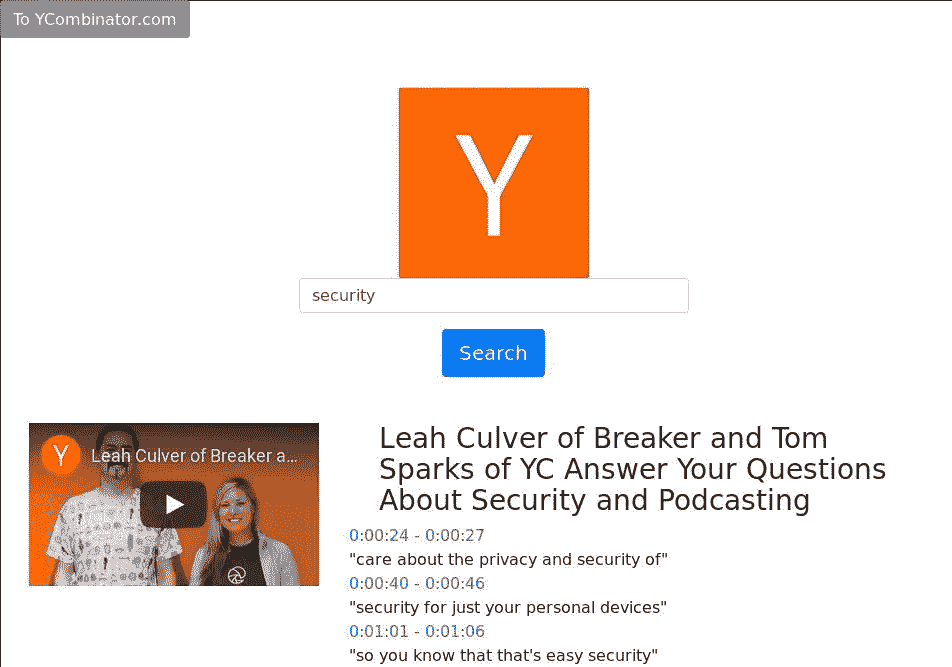 To YCombinator.com
Y
security
Search
Y Leah Culver of Breaker a...
Leah Culver of Breaker and Tom
Sparks of YC Answer Your Questions
About Security and Podcasting
0:00:24 - 0:00:27
"care about the privacy and security of"
0:00:40 - 0:00:46
"security for just your personal devices"
0:01:01 - 0:01:06
"so you know that that's easy security"